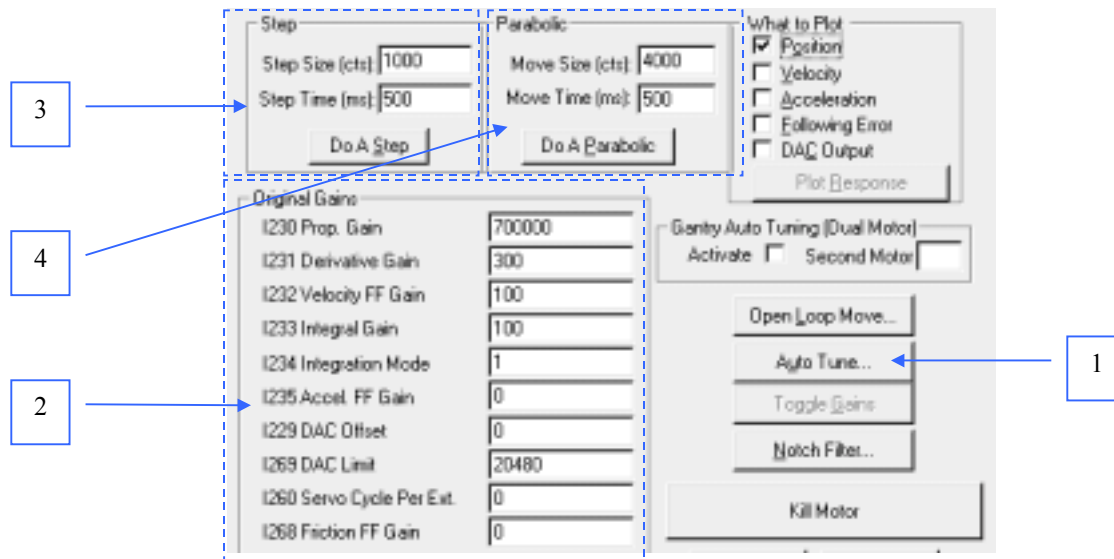 Step
Step Size (cts): 1000
Step Time (ms): 500
Do A Step
Parabolic
Move Size (cts): 4000
Move Time (ms): 500
Do A Parabolic
What to Plot
Position
Velocity
Acceleration
Following Error
DAC Output
Plot Response
3
4
2
1
Original Gains
I230 Prop. Gain 700000
I231 Derivative Gain 300
I232 Velocity FF Gain 100
I233 Integral Gain 100
I234 Integration Mode 1
I235 Accel. FF Gain 0
I229 DAC Offset 0
I269 DAC Limit 20480
I260 Servo Cycle Per Ext. 0
I268 Friction FF Gain 0
Gantry Auto Tuning (Dual Motor)
Activate Second Motor
Open Loop Move...
Auto Tune...
Toggle Gains
Notch Filter...
Kill Motor